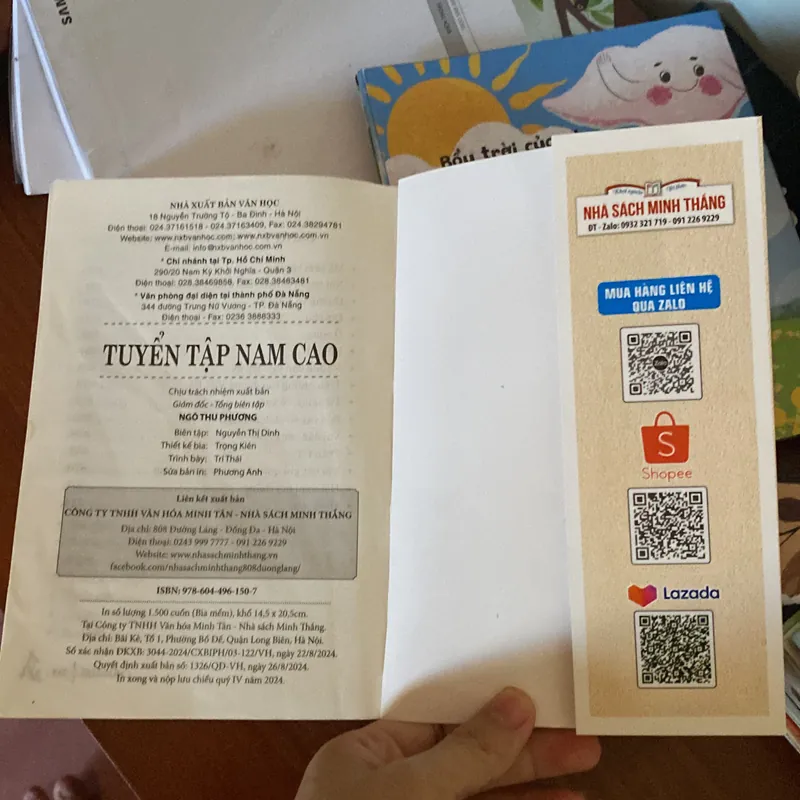 SAM
Bầu trời của
NHÀ XUẤT BẢN VĂN HỌC
18 Nguyễn Trường Tộ - Ba Đình - Hà Nội
Điện thoại: 024.37161518 - 024.37163409, Fax: 024.38294781
Website: www.nxbvanhoc.com; www.nxbvanhoc.com.vn
E-mail: info@nxbvanhoc.com.vn
* Chi nhánh tại Tp. Hồ Chí Minh
290/20 Nam Kỳ Khởi Nghĩa - Quận 3
Điện thoại: 028.38469858, Fax: 028.38483481
* Văn phòng đại diện tại thành phố Đà Nẵng
344 đường Trưng Nữ Vương - TP. Đà Nẵng
Điện thoại - Fax: 0236 3888333
TUYỂN TẬP NAM CAO
Chịu trách nhiệm xuất bản
Giám đốc - Tổng biên tập
NGÔ THU PHƯƠNG
Biên tập: Nguyễn Thị Dinh
Thiết kế bìa: Trọng Kiên
Trình bày: Trí Thái
Sửa bản in: Phương Anh
Liên kết xuất bản
CÔNG TY TNHH VĂN HÓA MINH TÂN - NHÀ SÁCH MINH THẮNG
Địa chỉ: 808 Đường Láng - Đống Đa - Hà Nội
Điện thoại: 0243 999 7777 - 091 226 9229
Website: www.nhasachminhthang.vn
facebook.com/nhasachminhthang808duonglang/
ISBN: 978-604-496-150-7
In số lượng 1.500 cuốn (Bìa mềm), khổ 14,5 x 20,5cm.
Tại Công ty TNHH Văn hóa Minh Tân - Nhà sách Minh Thắng.
Địa chỉ: Bãi Kè, Tổ 1, Phường Bồ Đề, Quận Long Biên, Hà Nội.
Số xác nhận ĐKXB: 3044-2024/CXBIPH/03-122/VH, ngày 22/8/2024.
Quyết định xuất bản số: 1326/QĐ-VH, ngày 26/8/2024.
In xong và nộp lưu chiểu quý IV năm 2024.
NHÀ SÁCH MINH THẮNG
ĐT - Zalo: 0932 321 719 - 091 226 9229
MUA HÀNG LIÊN HỆ
QUA ZALO
S
Shopee
Lazada